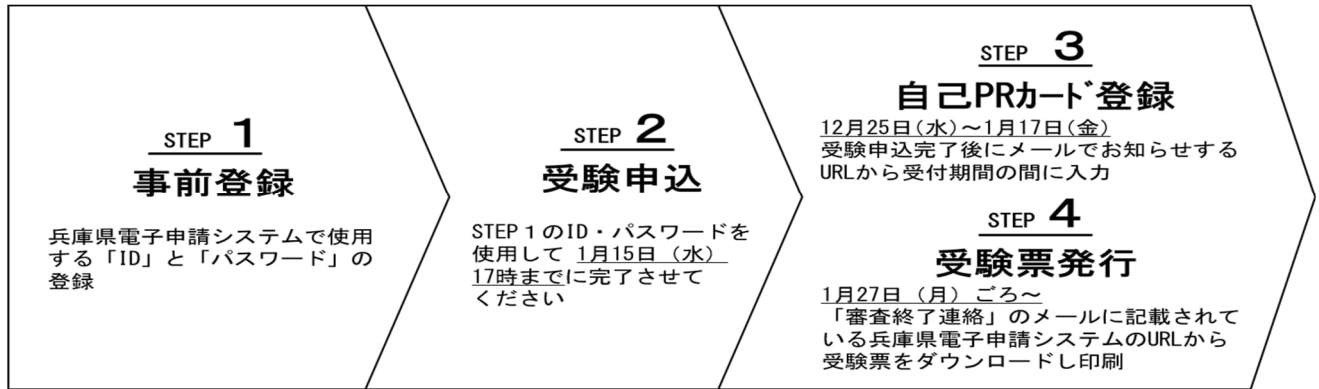 STEP 1
事前登録
兵庫県電子申請システムで使用
する「ID」と「パスワード」の
登録
STEP 2
受験申込
STEP1のID・パスワードを
使用して 1月15日（水）
17時までに完了させて
ください
STEP 3
自己PRカード登録
12月25日(水)～1月17日(金)
受験申込完了後にメールでお知らせする
URLから受付期間の間に入力
STEP 4
受験票発行
1月27日（月）ごろ～
「審査終了連絡」のメールに記載されて
いる兵庫県電子申請システムのURLから
受験票をダウンロードし印刷